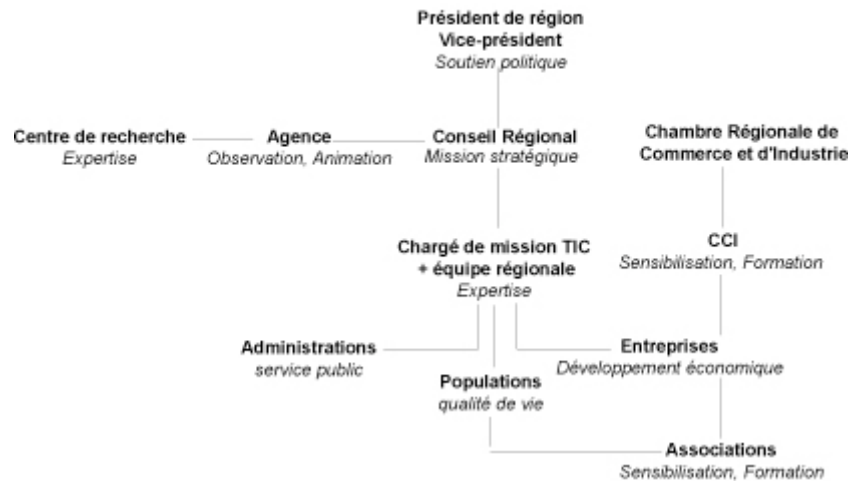 Président de région
Vice-président
Soutien politique
Centre de recherche
Expertise
Agence
Observation, Animation
Conseil Régional
Mission stratégique
Chambre Régionale de
Commerce et d'Industrie
Chargé de mission TIC
+ équipe régionale
Expertise
CCI
Sensibilisation, Formation
Administrations
service public
Populations
qualité de vie
Entreprises
Développement économique
Associations
Sensibilisation, Formation